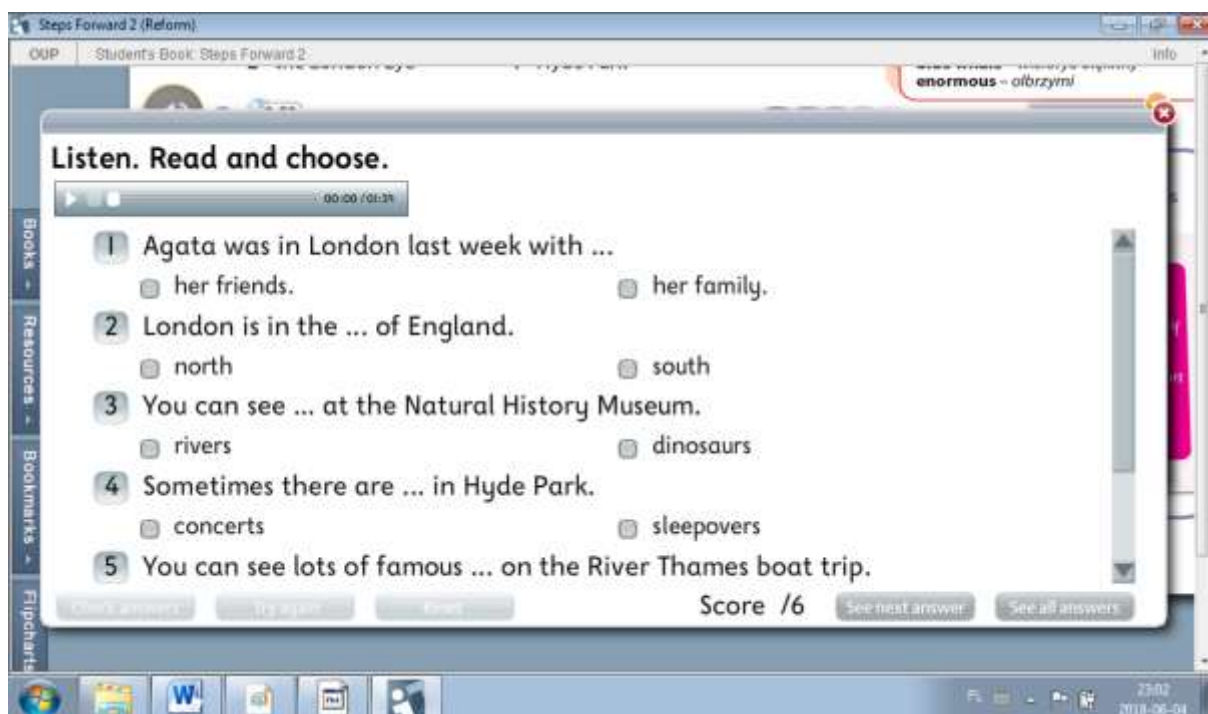 Steps Forward 2 (Reform)
OUP Student's Book: Steps Forward 2 Info
enormous – olbrzymi
Listen. Read and choose.
00:00 / 01:39
1 Agata was in London last week with ...
her friends. her family.
2 London is in the ... of England.
north south
3 You can see ... at the Natural History Museum.
rivers dinosaurs
4 Sometimes there are ... in Hyde Park.
concerts sleepovers
5 You can see lots of famous ... on the River Thames boat trip.
Check answers Try again Reset Score /6 See next answer See all answers
Books
Resources
Bookmarks
Flipcharts
W
PL 23:02
2018-06-04